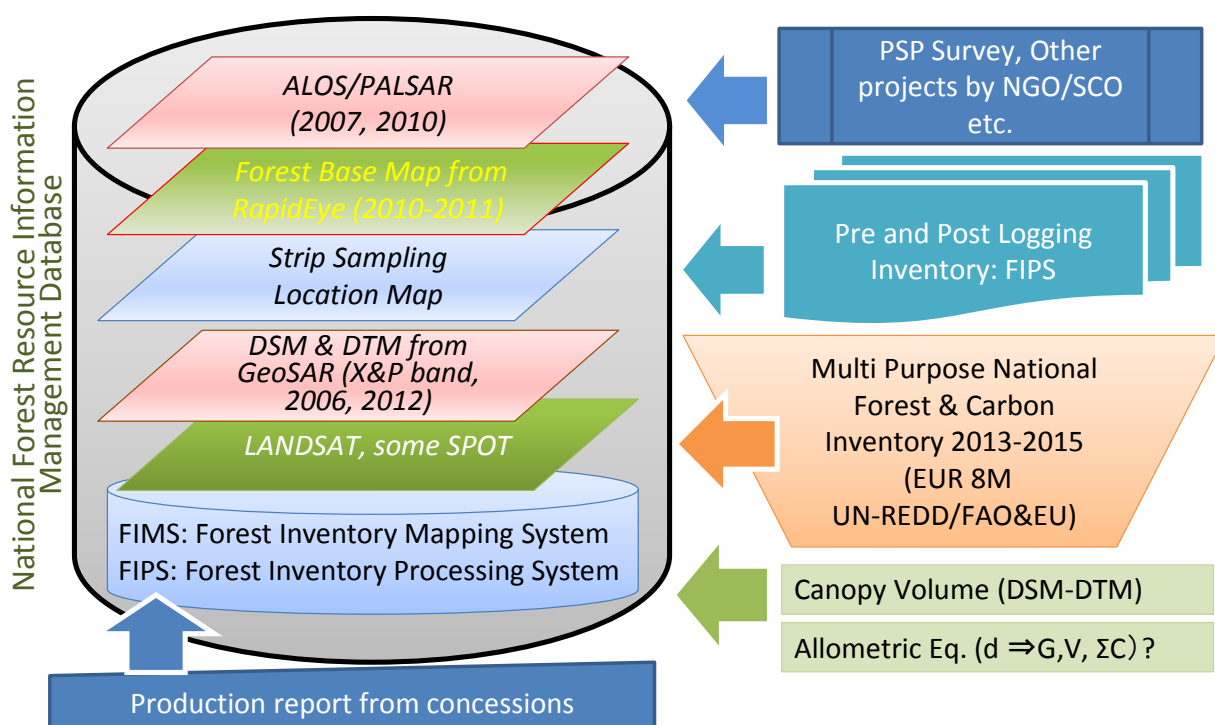 National Forest Resource Information
Management Database
ALOS/PALSAR
(2007, 2010)
Forest Base Map from
RapidEye (2010-2011)
Strip Sampling
Location Map
DSM & DTM from
GeoSAR (X&P band,
2006, 2012)
LANDSAT, some SPOT
FIMS: Forest Inventory Mapping System
FIPS: Forest Inventory Processing System
Production report from concessions
PSP Survey, Other
projects by NGO/SCO
etc.
Pre and Post Logging
Inventory: FIPS
Multi Purpose National
Forest & Carbon
Inventory 2013-2015
(EUR 8M
UN-REDD/FAO&EU)
Canopy Volume (DSM-DTM)
Allometric Eq. (d ⇒G,V, ΣC)?